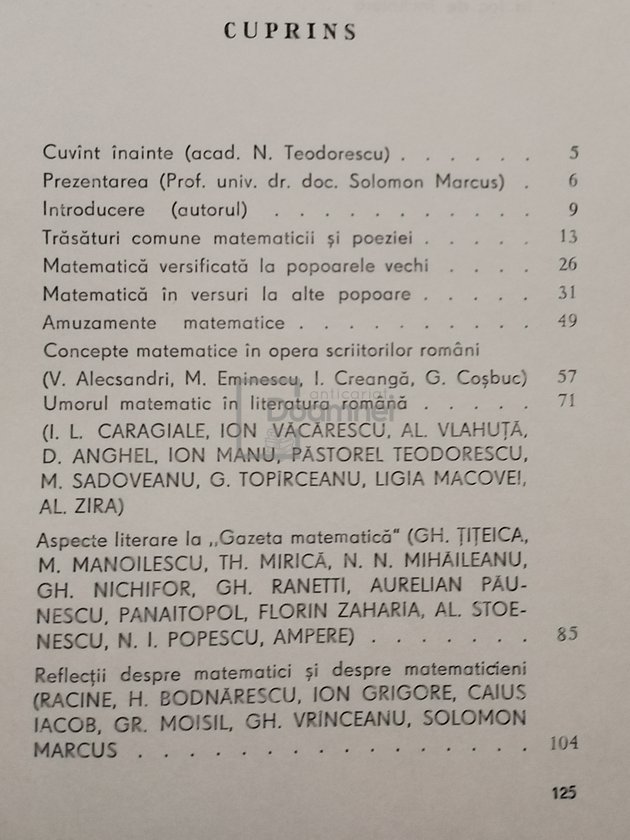 CUPRINS
Cuvînt înainte (acad. N. Teodorescu) . . . . . . 5
Prezentarea (Prof. univ. dr. doc. Solomon Marcus) . 6
Introducere (autorul) . . . . . . . . . . . 9
Trăsături comune matematicii și poeziei . . . . . 13
Matematică versificată la popoarele vechi . . . . 26
Matematică în versuri la alte popoare . . . . . 31
Amuzamente matematice . . . . . . . . . . 49
Concepte matematice în opera scriitorilor români
(V. Alecsandri, M. Eminescu, I. Creangă, G. Coșbuc) 57
anticariat
Doamnei
Umorul matematic în literatura română . . . . . 71
(I. L. CARAGIALE, ION VĂCĂRESCU, AL. VLAHUȚĂ,
D. ANGHEL, ION MANU, PĂSTOREL TEODORESCU,
M. SADOVEANU, G. TOPÎRCEANU, LIGIA MACOVEI,
AL. ZIRA)
Aspecte literare la „Gazeta matematică“ (GH. ȚIȚEICA,
M. MANOILESCU, TH. MIRICĂ, N. N. MIHĂILEANU,
GH. NICHIFOR, GH. RANETTI, AURELIAN PĂU-
NESCU, PANAITOPOL, FLORIN ZAHARIA, AL. STOE-
NESCU, N. I. POPESCU, AMPERE) . . . . . . . 85
Reflecții despre matematici și despre matematicieni
(RACINE, H. BODNĂRESCU, ION GRIGORE, CAIUS
IACOB, GR. MOISIL, GH. VRÎNCEANU, SOLOMON
MARCUS . . . . . . . . . . . . . . . . 104
125